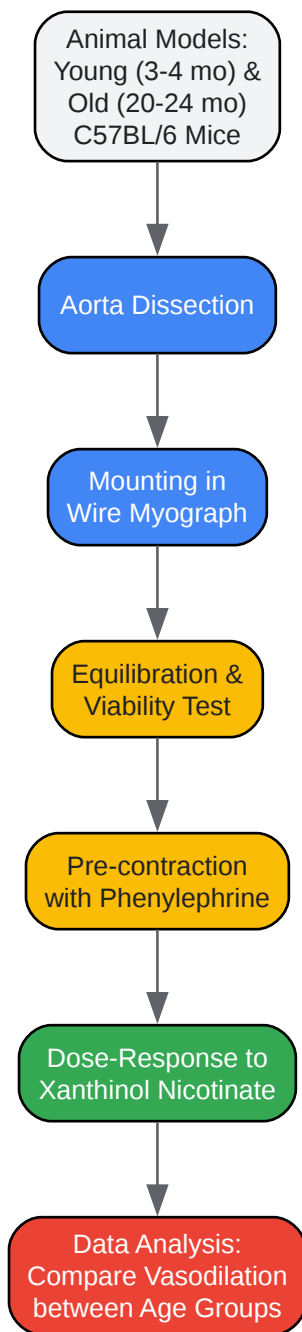 Animal Models:
Young (3-4 mo) &
Old (20-24 mo)
C57BL/6 Mice
Aorta Dissection
Mounting in
Wire Myograph
Equilibration &
Viability Test
Pre-contraction
with Phenylephrine
Dose-Response to
Xanthinol Nicotinate
Data Analysis:
Compare Vasodilation
between Age Groups